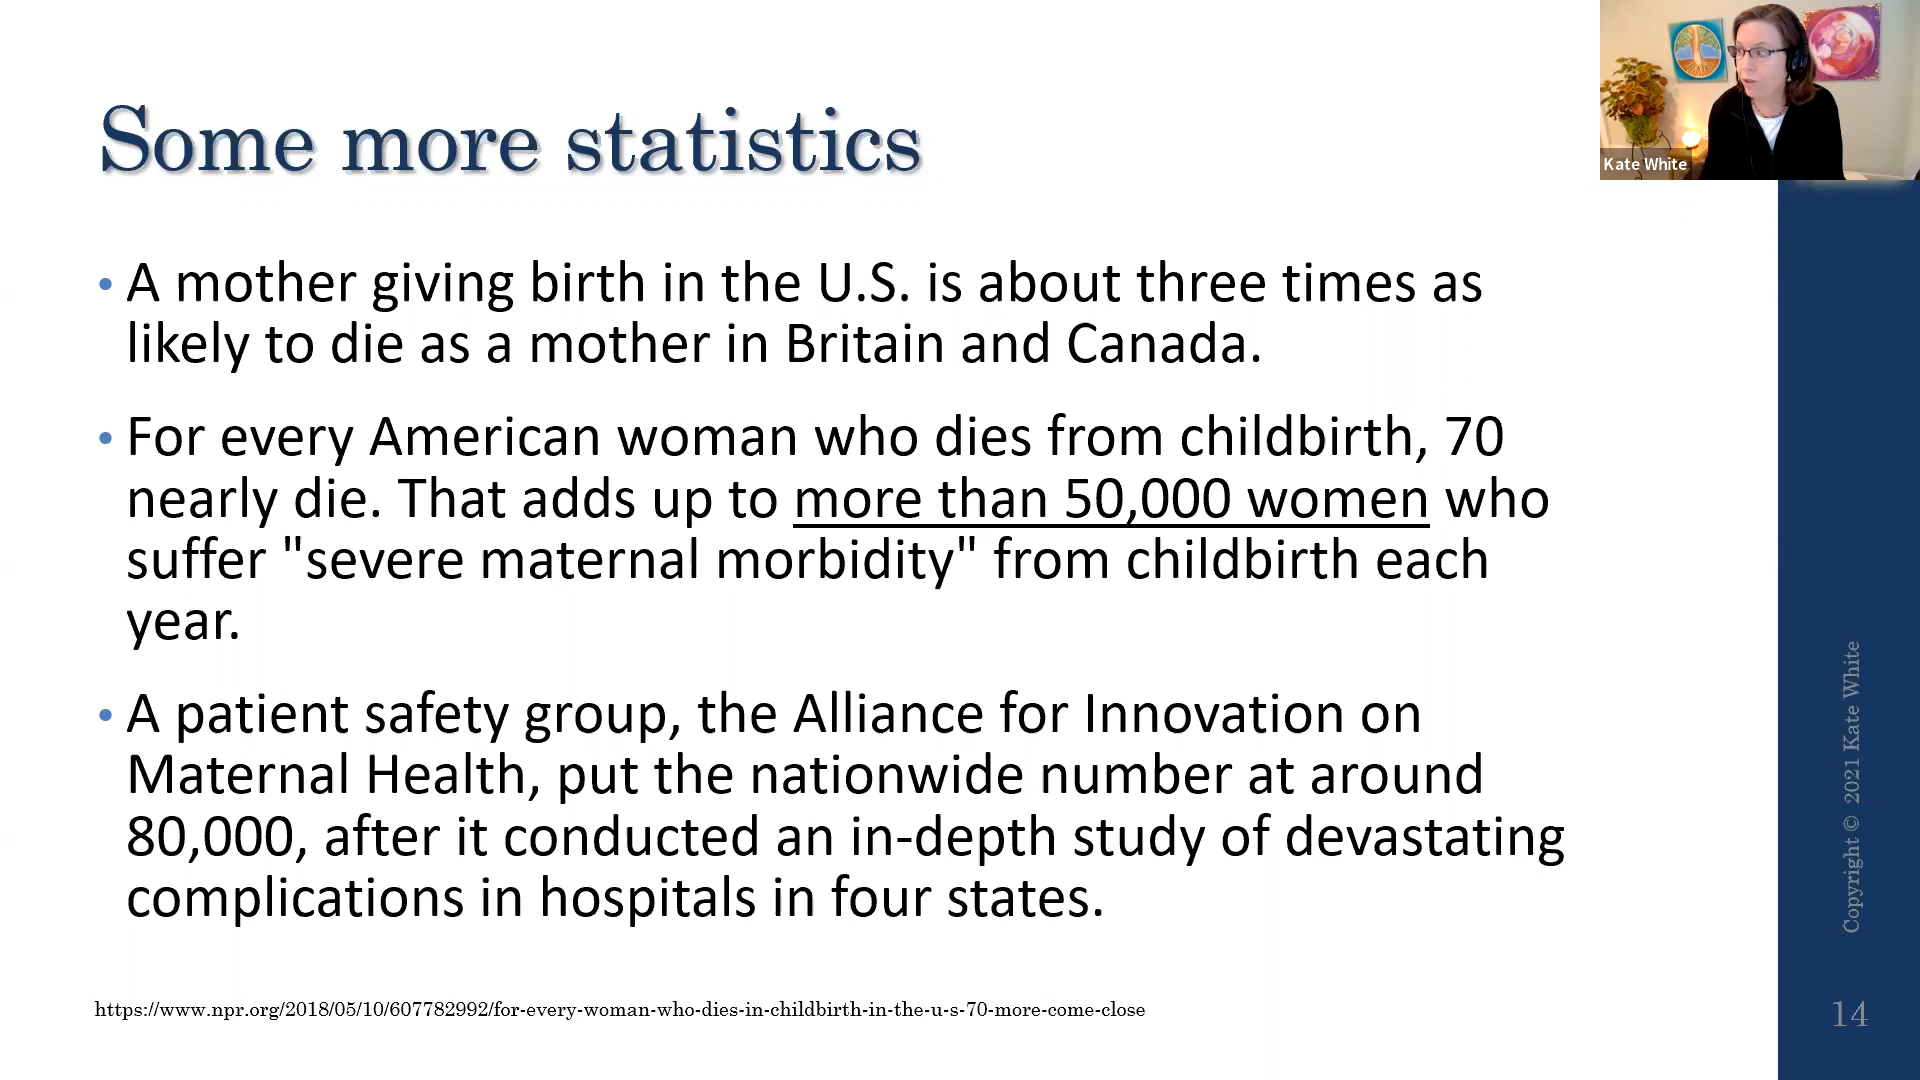 Some more statistics
Kate White
• A mother giving birth in the U.S. is about three times as
likely to die as a mother in Britain and Canada.
• For every American woman who dies from childbirth, 70
nearly die. That adds up to more than 50,000 women who
suffer "severe maternal morbidity" from childbirth each
year.
• A patient safety group, the Alliance for Innovation on
Maternal Health, put the nationwide number at around
80,000, after it conducted an in-depth study of devastating
complications in hospitals in four states.
https://www.npr.org/2018/05/10/607782992/for-every-woman-who-dies-in-childbirth-in-the-u-s-70-more-come-close
Copyright © 2021 Kate White
14